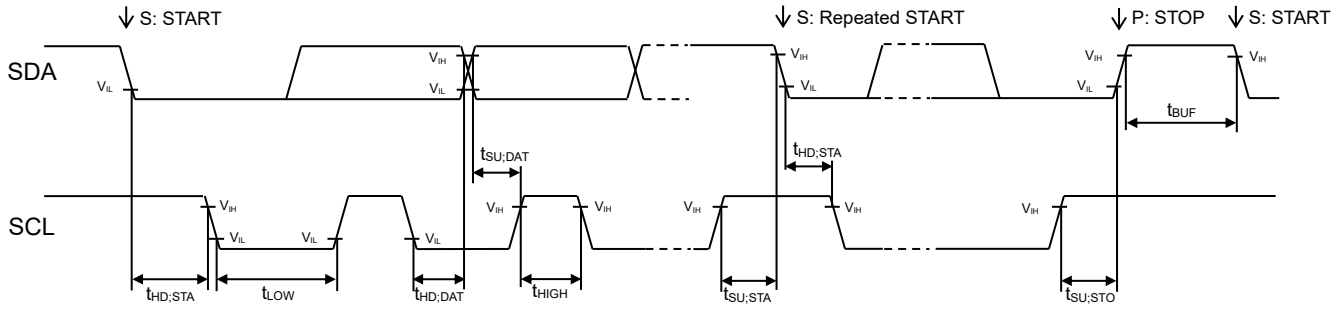 S: START
S: Repeated START
P: STOP
S: START
SDA
VIL
VIH
VIL
VIH
VIL
VIH
VIL
VIH
tBUF
tSU;DAT
tHD;STA
SCL
VIH
VIL
VIL
VIL
VIH
VIH
VIH
VIH
VIH
tHD;STA
tLOW
tHD;DAT
tHIGH
tSU;STA
tSU;STO